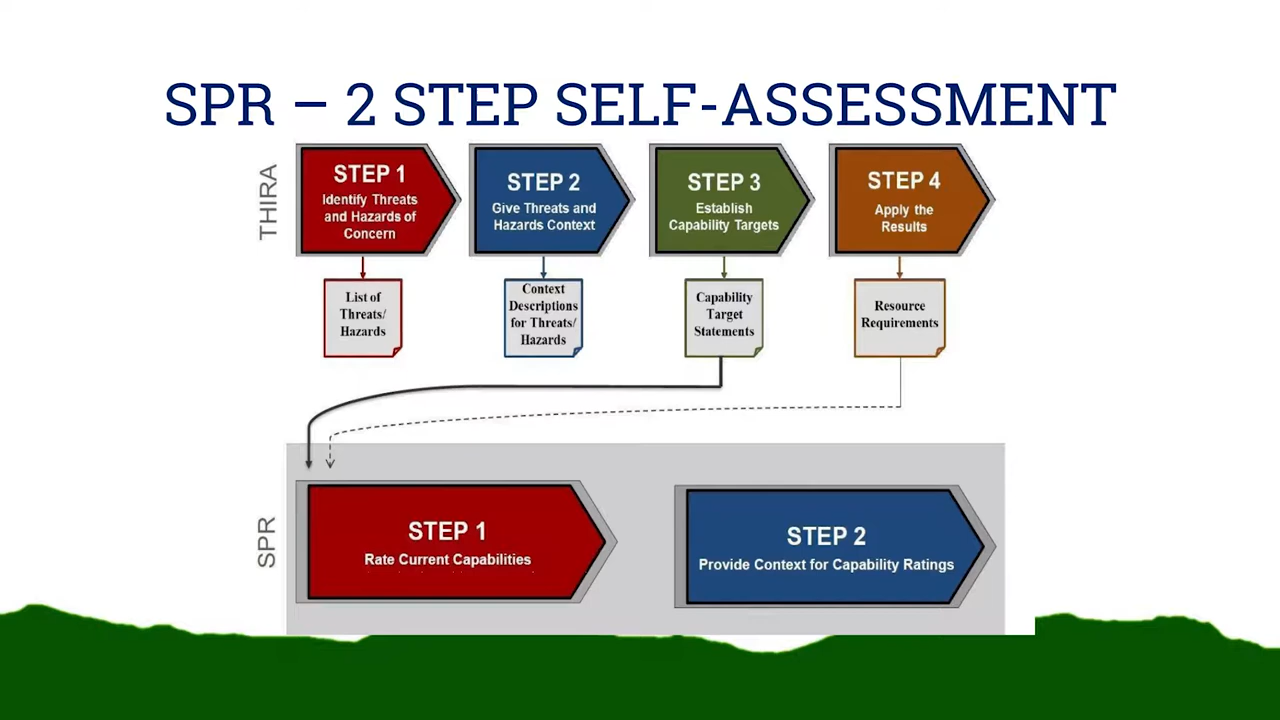 SPR – 2 STEP SELF-ASSESSMENT
THIRA
STEP 1
Identify Threats
and Hazards of
Concern
STEP 2
Give Threats and
Hazards Context
STEP 3
Establish
Capability Targets
STEP 4
Apply the
Results
List of
Threats/
Hazards
Context
Descriptions
for Threats/
Hazards
Capability
Target
Statements
Resource
Requirements
SPR
STEP 1
Rate Current Capabilities
STEP 2
Provide Context for Capability Ratings